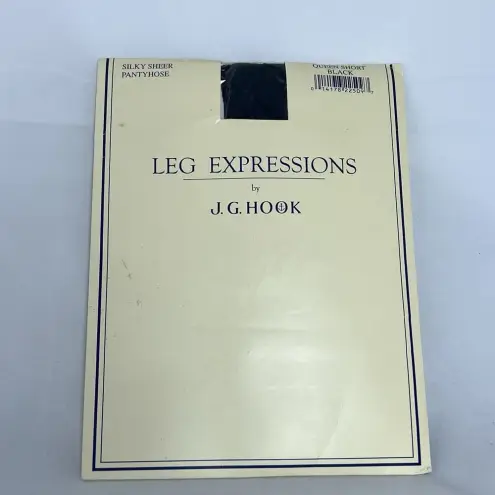 SILKY SHEER
PANTYHOSE
QUEEN SHORT
BLACK
LEG EXPRESSIONS
by
J. G. HOOK